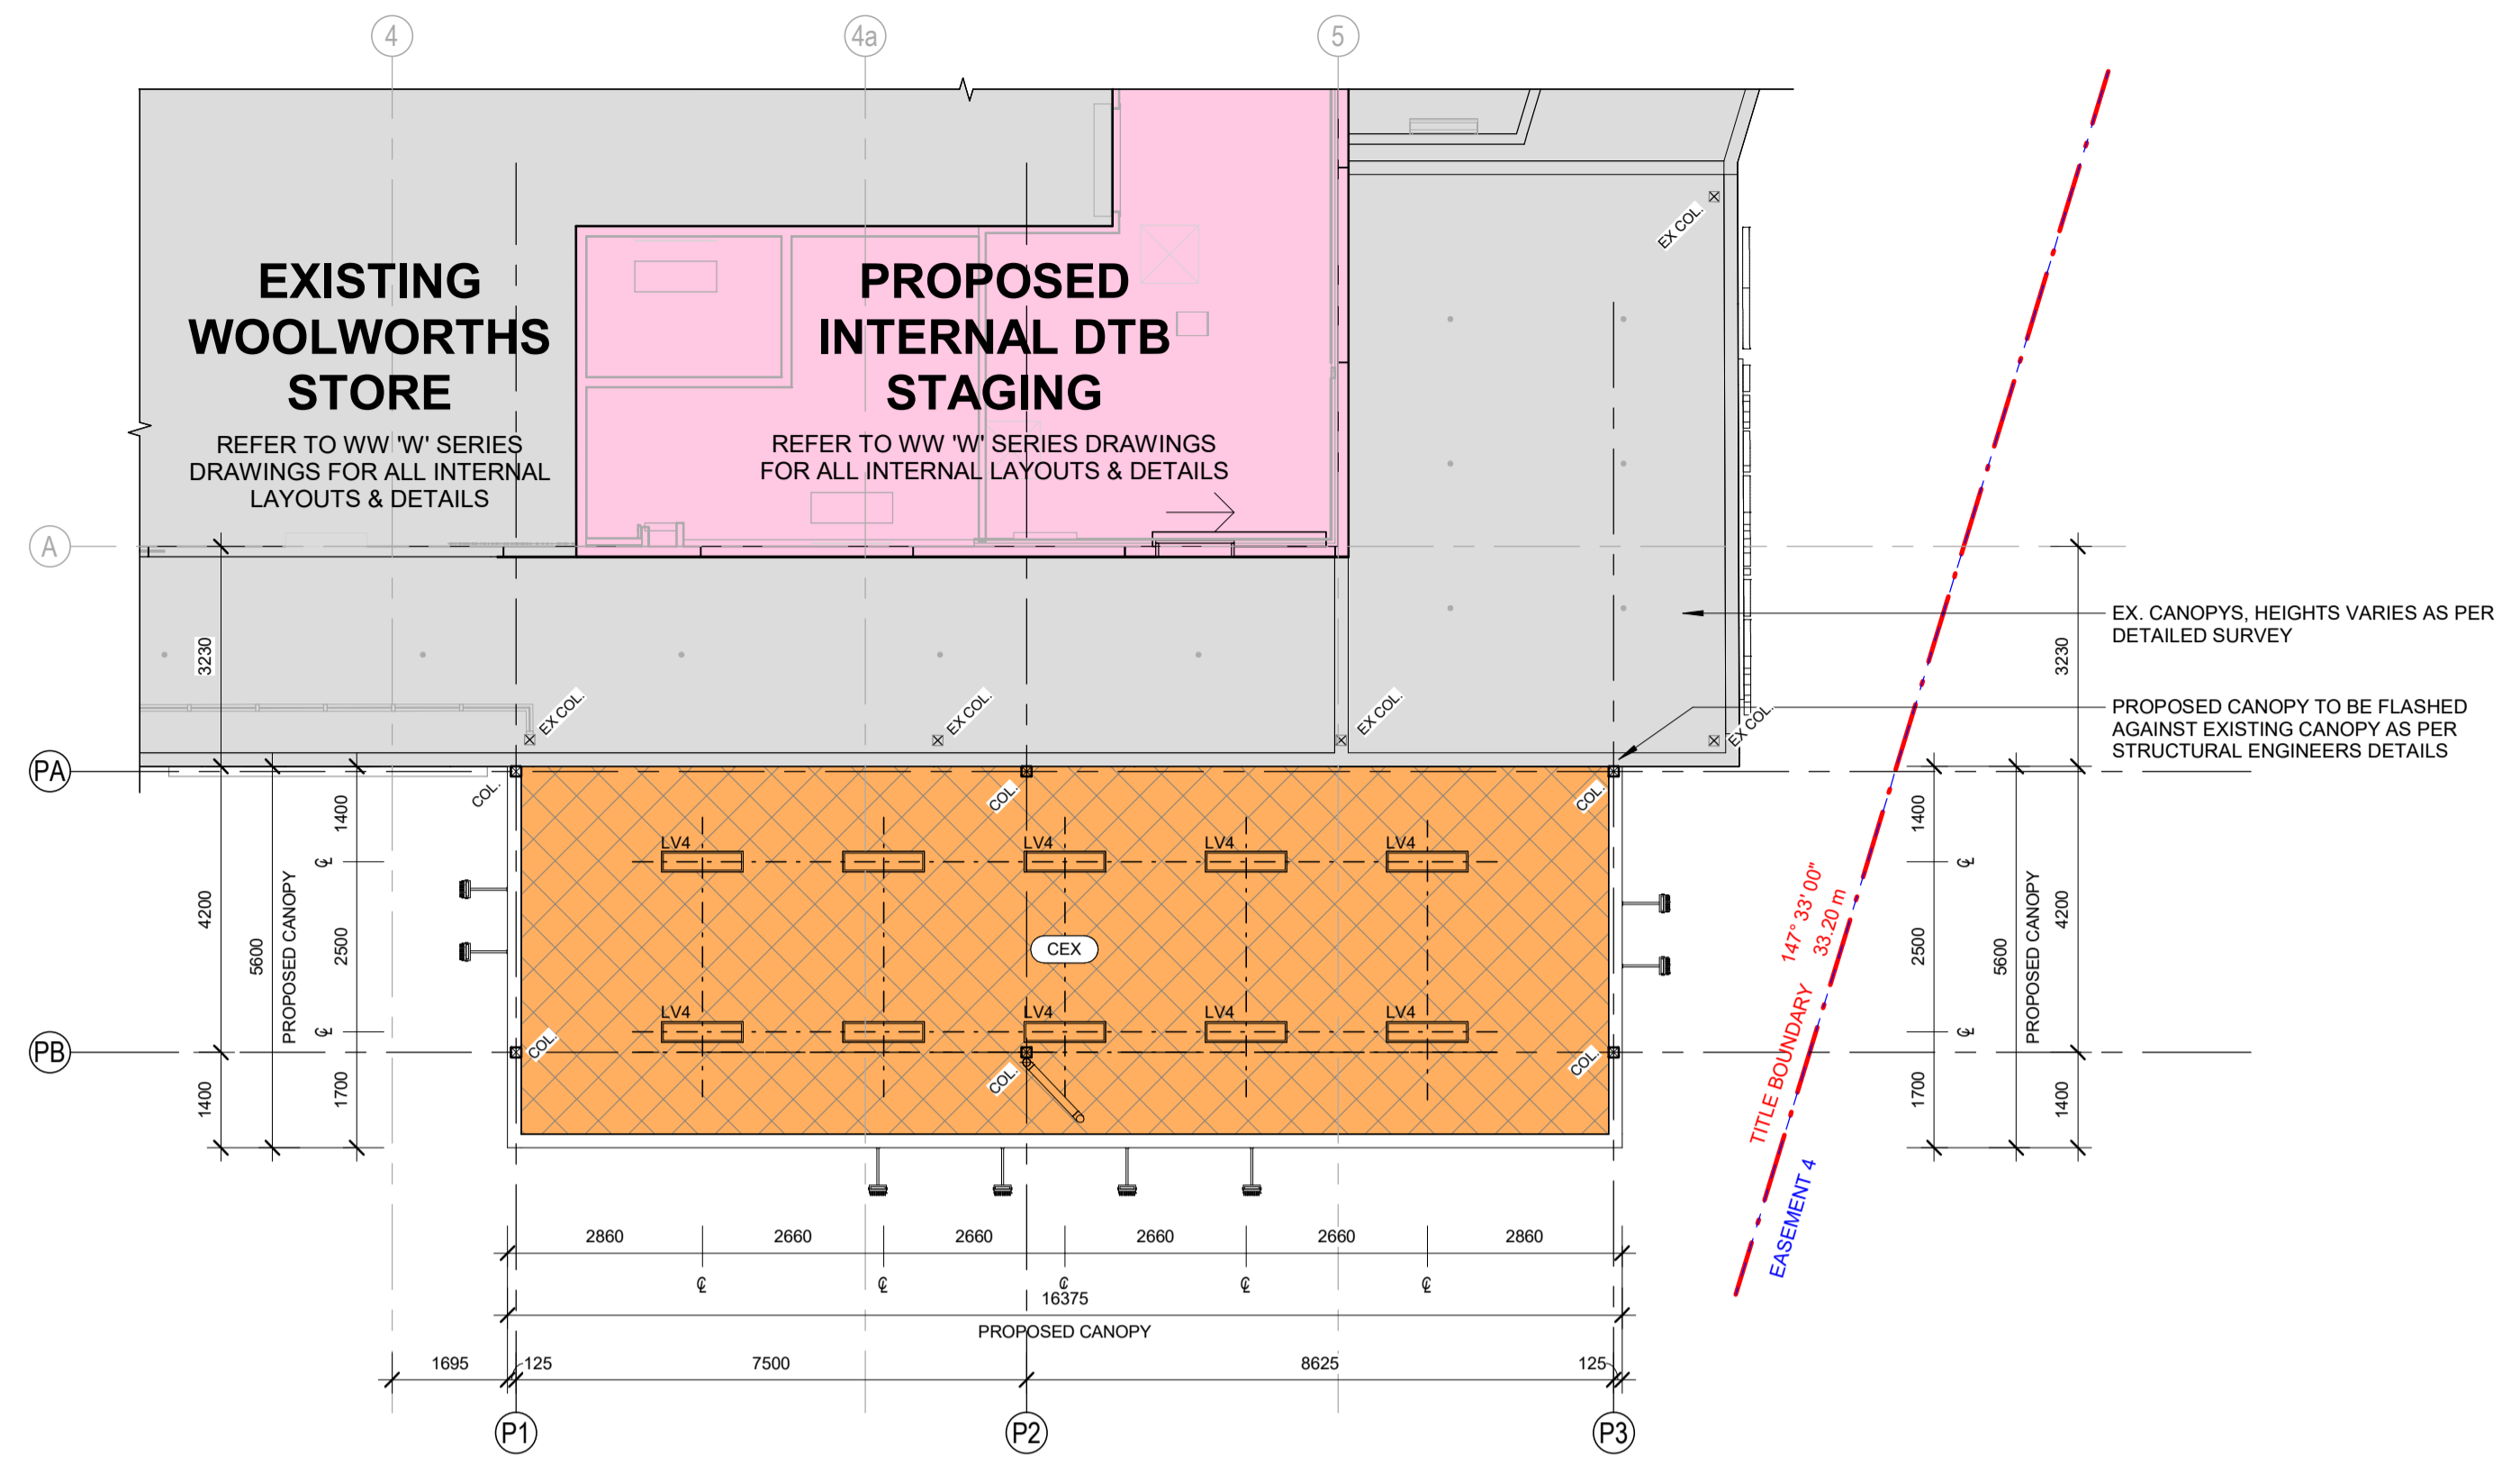 4
4a
5
EXISTING
WOOLWORTHS
STORE
REFER TO WW 'W' SERIES
DRAWINGS FOR ALL INTERNAL
LAYOUTS & DETAILS
PROPOSED
INTERNAL DTB
STAGING
REFER TO WW 'W' SERIES DRAWINGS
FOR ALL INTERNAL LAYOUTS & DETAILS
EX COL.
A
3230
3230
EX. CANOPYS, HEIGHTS VARIES AS PER
DETAILED SURVEY
EX COL.
EX COL.
EX COL.
EX COL.
PROPOSED CANOPY TO BE FLASHED
AGAINST EXISTING CANOPY AS PER
STRUCTURAL ENGINEERS DETAILS
PA
COL.
COL.
COL.
1400
1400
LV4
LV4
LV4
LV4
℄
℄
4200
5600
PROPOSED CANOPY
2500
CEX
147° 33' 00"
33.20 m
TITLE BOUNDARY
2500
5600
PROPOSED CANOPY
4200
LV4
LV4
LV4
LV4
℄
℄
PB
COL.
COL.
COL.
1400
1700
1700
1400
EASEMENT 4
2860
2660
2660
2660
2660
2860
℄
℄
℄
℄
℄
16375
PROPOSED CANOPY
1695
125
7500
8625
125
P1
P2
P3